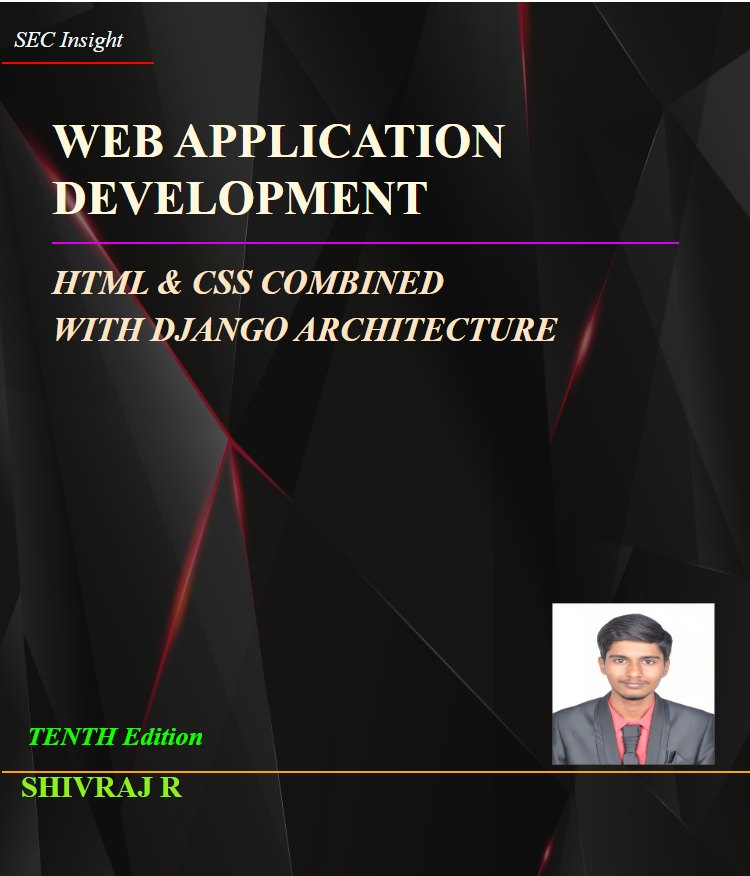 SEC Insight
WEB APPLICATION
DEVELOPMENT
HTML & CSS COMBINED
WITH DJANGO ARCHITECTURE
TENTH Edition
SHIVRAJ R